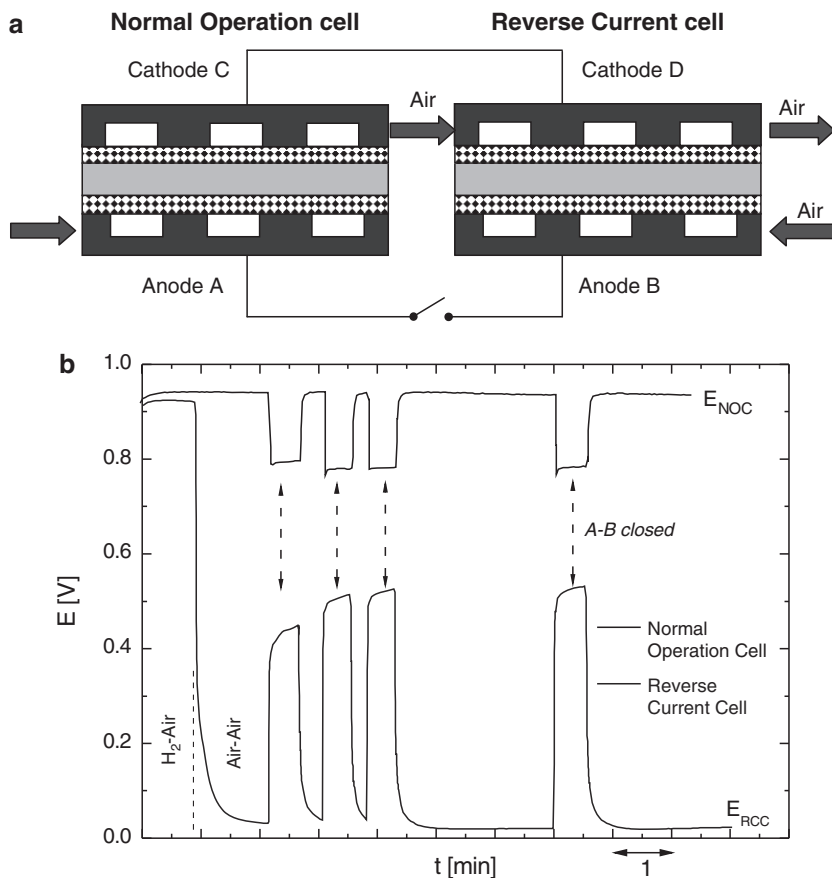 a
Normal Operation cell
Reverse Current cell
Cathode C
Cathode D
Air
Air
Air
Anode A
Anode B
b
1.0
0.8
0.6
0.4
0.2
0.0
E [V]
E_NOC
A-B closed
Normal
Operation Cell
Reverse
Current Cell
H₂-Air
Air-Air
E_RCC
t [min]
1